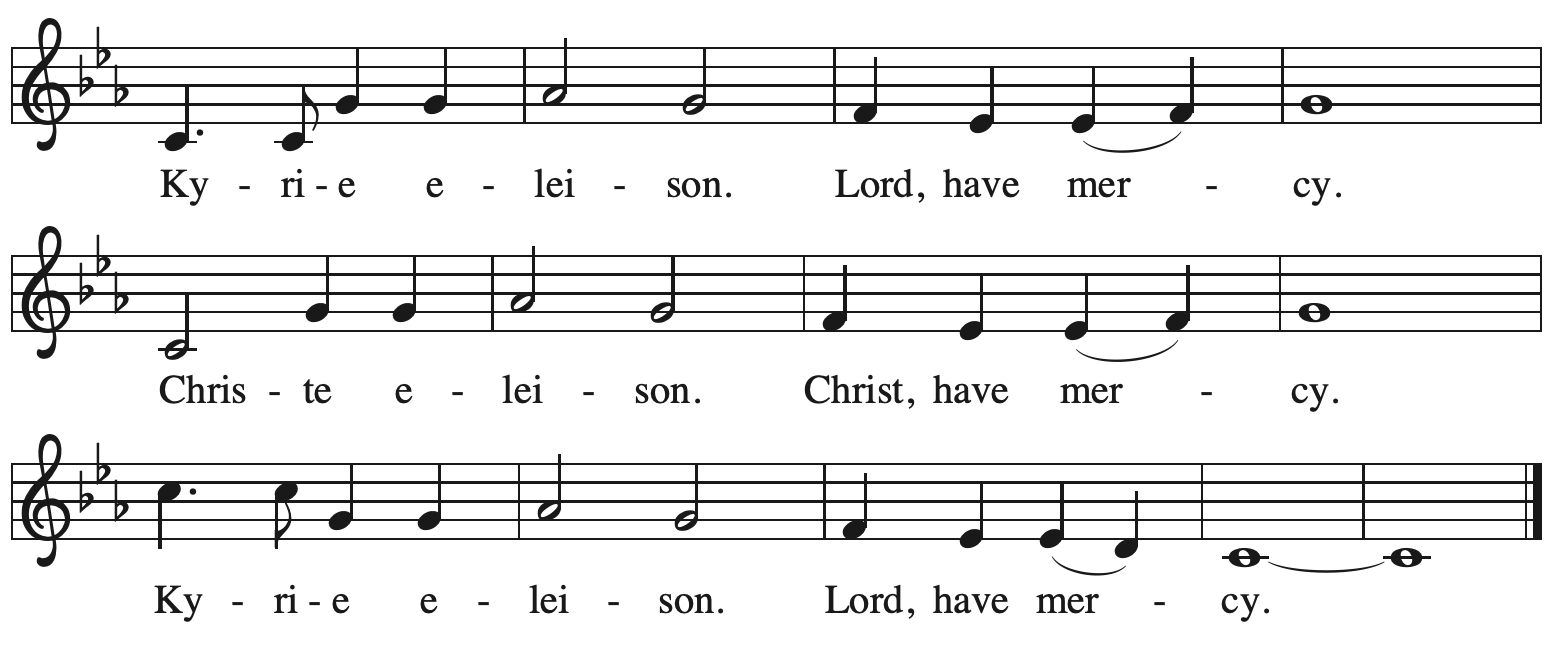 Ky - ri - e e - lei - son. Lord, have mer - cy.
Chris - te e - lei - son. Christ, have mer - cy.
Ky - ri - e e - lei - son. Lord, have mer - cy.